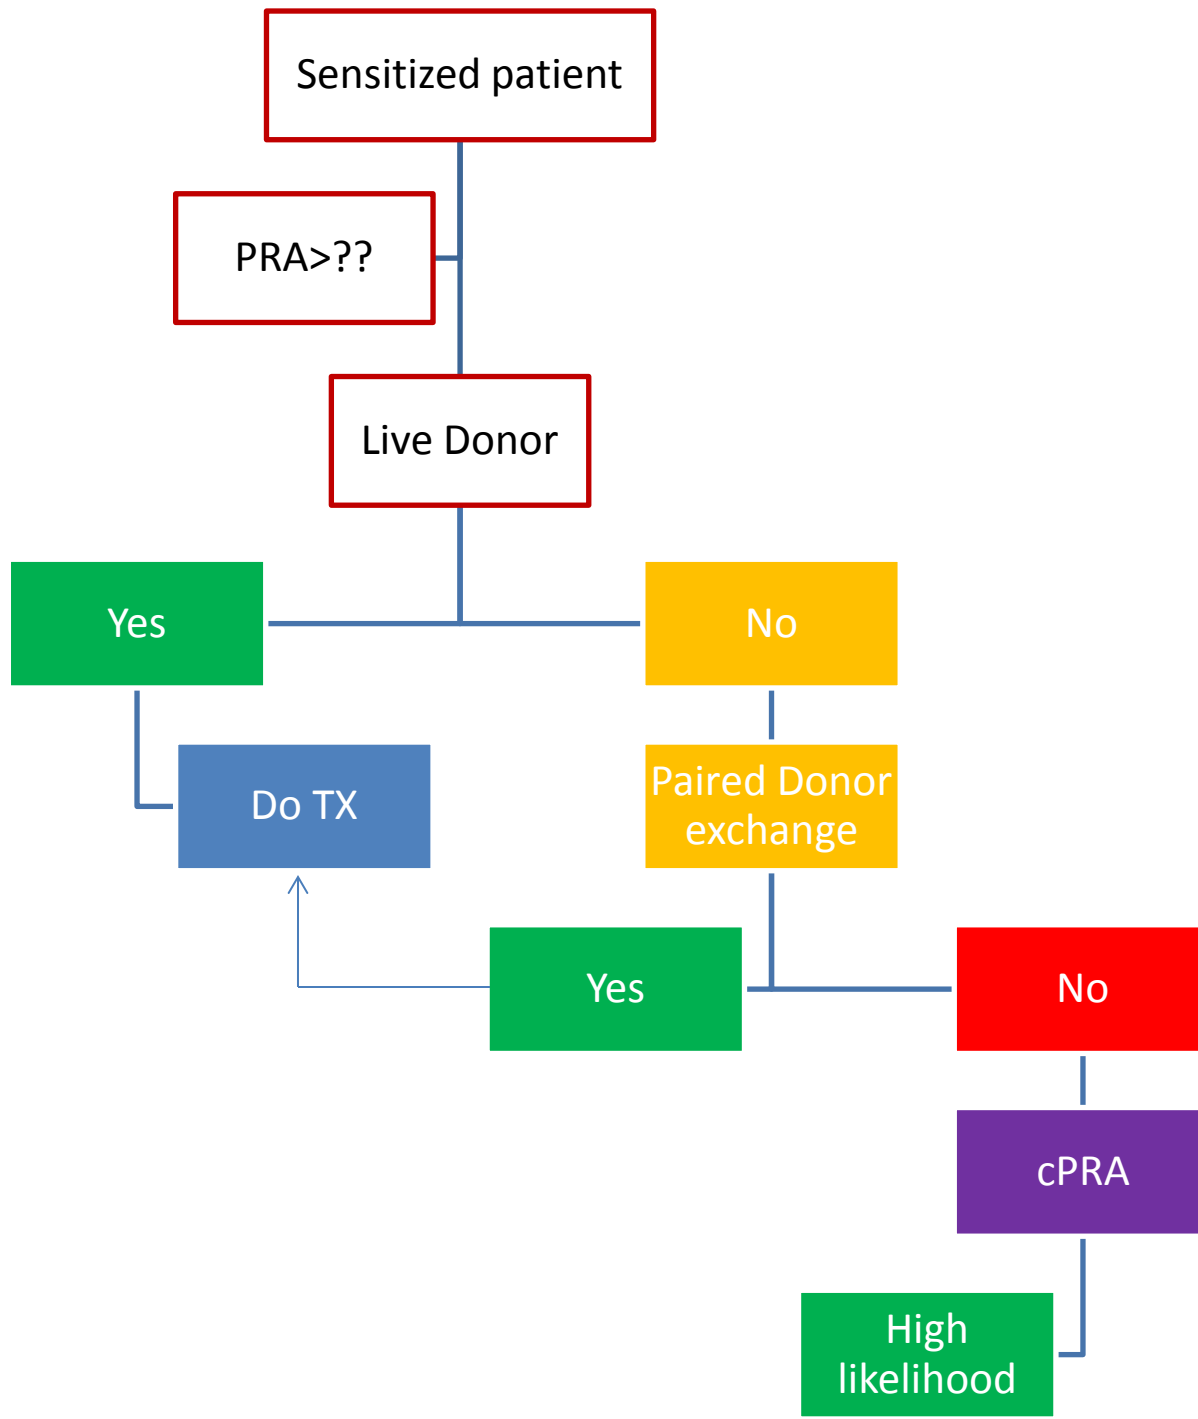 Sensitized patient
PRA>??
Live Donor
Yes
No
Do TX
Paired Donor
exchange
Yes
No
cPRA
High
likelihood